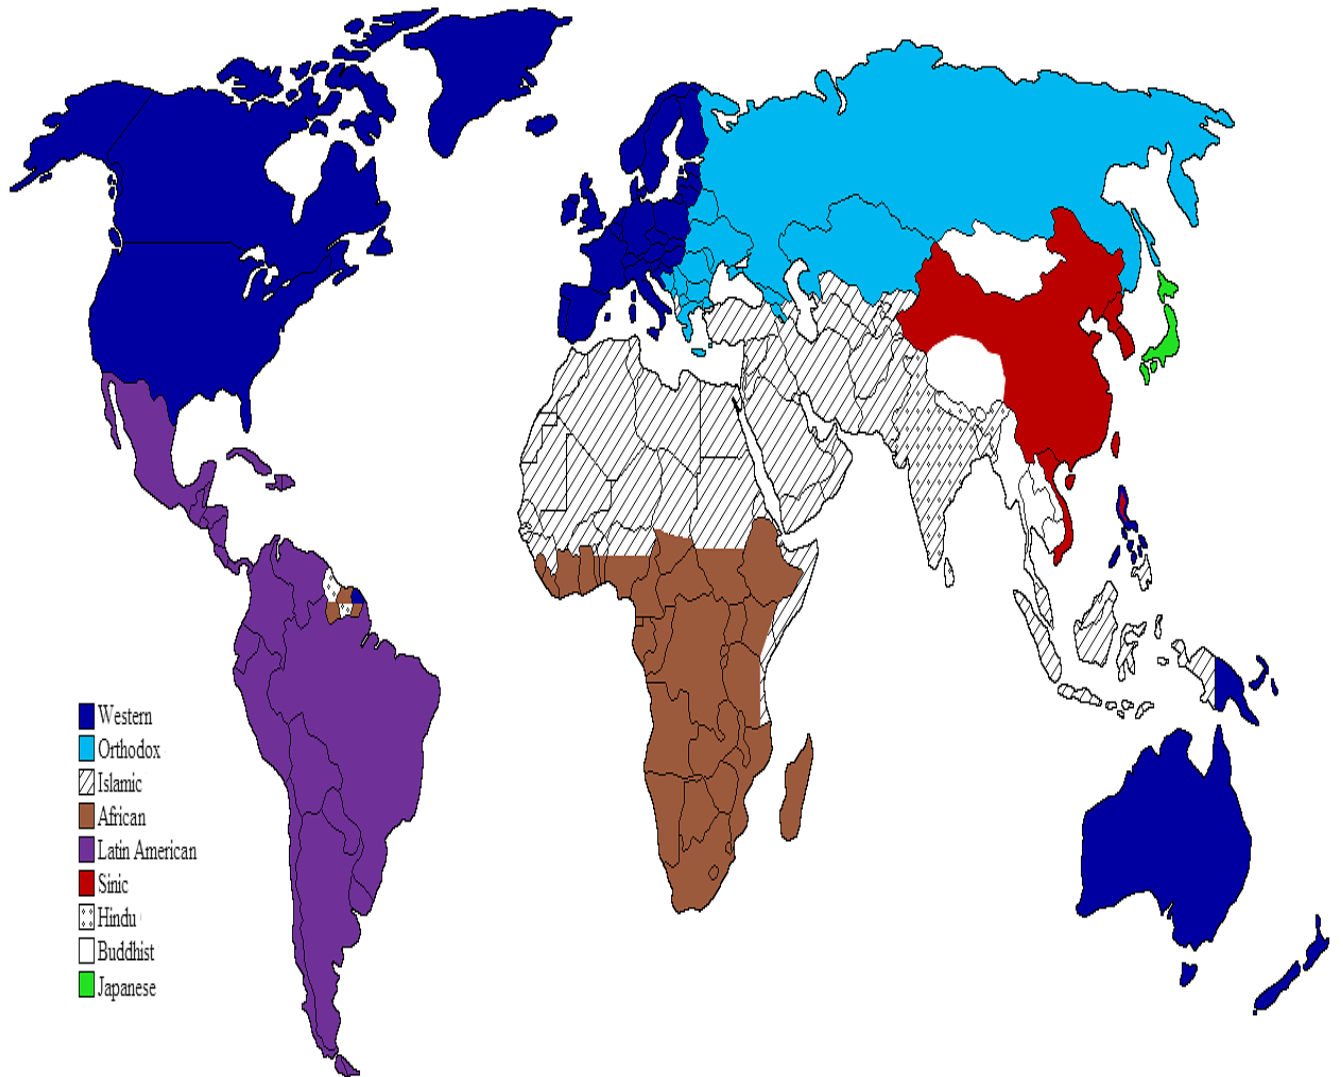 Western
Orthodox
Islamic
African
Latin American
Sinic
Hindu
Buddhist
Japanese